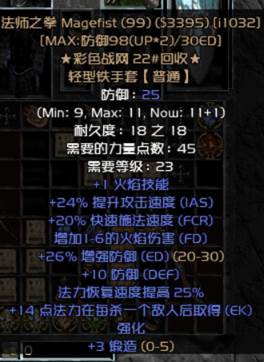 法师之拳 Magefist (99) ($3395) [i1032]
[MAX:防御98(UP*2)/30ED]
★彩色战网 22#回收★
轻型铁手套【普通】
防御: 25
(Min: 9, Max: 11, Now: 11+1)
耐久度: 18 之 18
需要的力量点数: 45
需要等级: 23
+1 火焰技能
+24% 提升攻击速度 (IAS)
+20% 快速施法速度 (FCR)
增加1-6的火焰伤害 (FD)
+26% 增强防御 (ED) (20-30)
+10 防御 (DEF)
法力恢复速度提高 25%
+14 点法力在每杀一个敌人后取得 (EK)
强化
+3 锻造 (0-5)